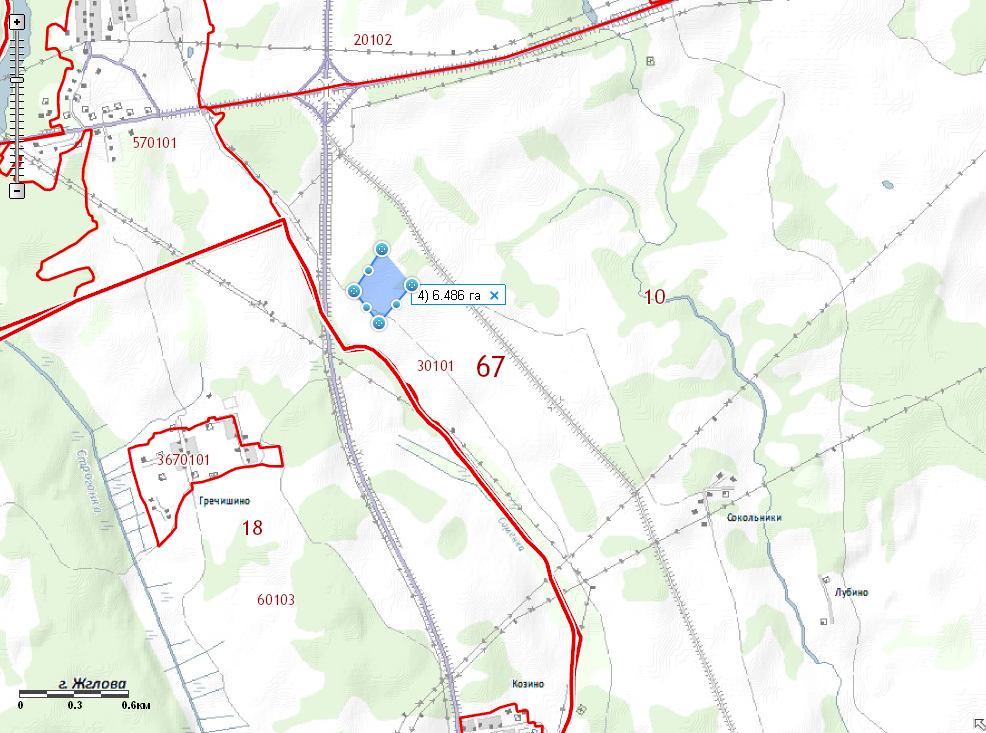 20102
570101
4) 6.486 га
10
30101
67
3670101
Гречишино
18
Сокольники
Лубино
60103
Козино
г. Жглова
0 0.3 0.6км